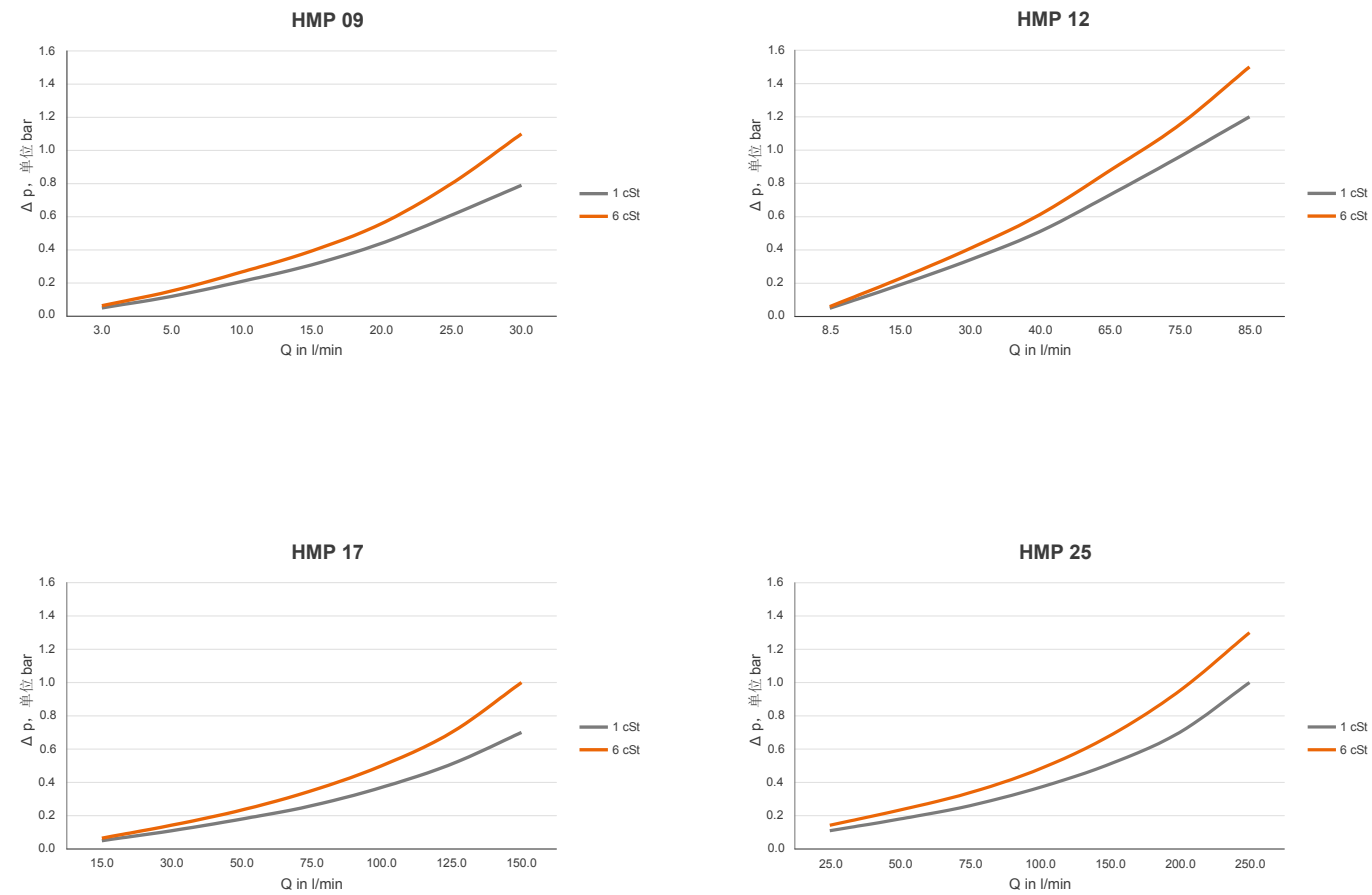 HMP 09
1.6
1.4
1.2
1.0
0.8
0.6
0.4
0.2
0.0
Δ p，单位 bar
3.0 5.0 10.0 15.0 20.0 25.0 30.0
Q in l/min
1 cSt
6 cSt
HMP 12
1.6
1.4
1.2
1.0
0.8
0.6
0.4
0.2
0.0
Δ p，单位 bar
8.5 15.0 30.0 40.0 65.0 75.0 85.0
Q in l/min
1 cSt
6 cSt
HMP 17
1.6
1.4
1.2
1.0
0.8
0.6
0.4
0.2
0.0
Δ p，单位 bar
15.0 30.0 50.0 75.0 100.0 125.0 150.0
Q in l/min
1 cSt
6 cSt
HMP 25
1.6
1.4
1.2
1.0
0.8
0.6
0.4
0.2
0.0
Δ p，单位 bar
25.0 50.0 75.0 100.0 150.0 200.0 250.0
Q in l/min
1 cSt
6 cSt